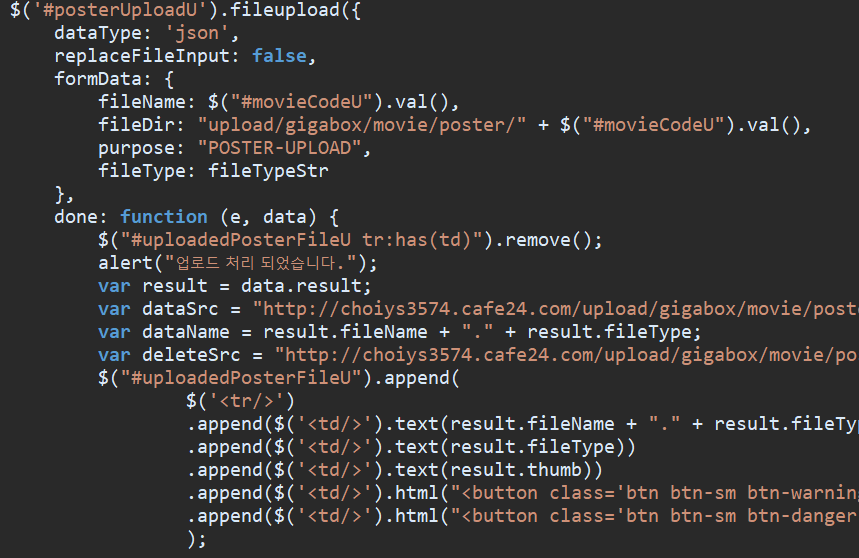 $('#posterUploadU').fileupload({
dataType: 'json',
replaceFileInput: false,
formData: {
fileName: $("#movieCodeU").val(),
fileDir: "upload/gigabox/movie/poster/" + $("#movieCodeU").val(),
purpose: "POSTER-UPLOAD",
fileType: fileTypeStr
},
done: function (e, data) {
$("#uploadedPosterFileU tr:has(td)").remove();
alert("업로드 처리 되었습니다.");
var result = data.result;
var dataSrc = "http://choiys3574.cafe24.com/upload/gigabox/movie/post
var dataName = result.fileName + "." + result.fileType;
var deleteSrc = "http://choiys3574.cafe24.com/upload/gigabox/movie/po
$("#uploadedPosterFileU").append(
$('<tr/>')
.append($('<td/>').text(result.fileName + "." + result.fileTyp
.append($('<td/>').text(result.fileType))
.append($('<td/>').text(result.thumb))
.append($('<td/>').html("<button class='btn btn-sm btn-warning
.append($('<td/>').html("<button class='btn btn-sm btn-danger
);